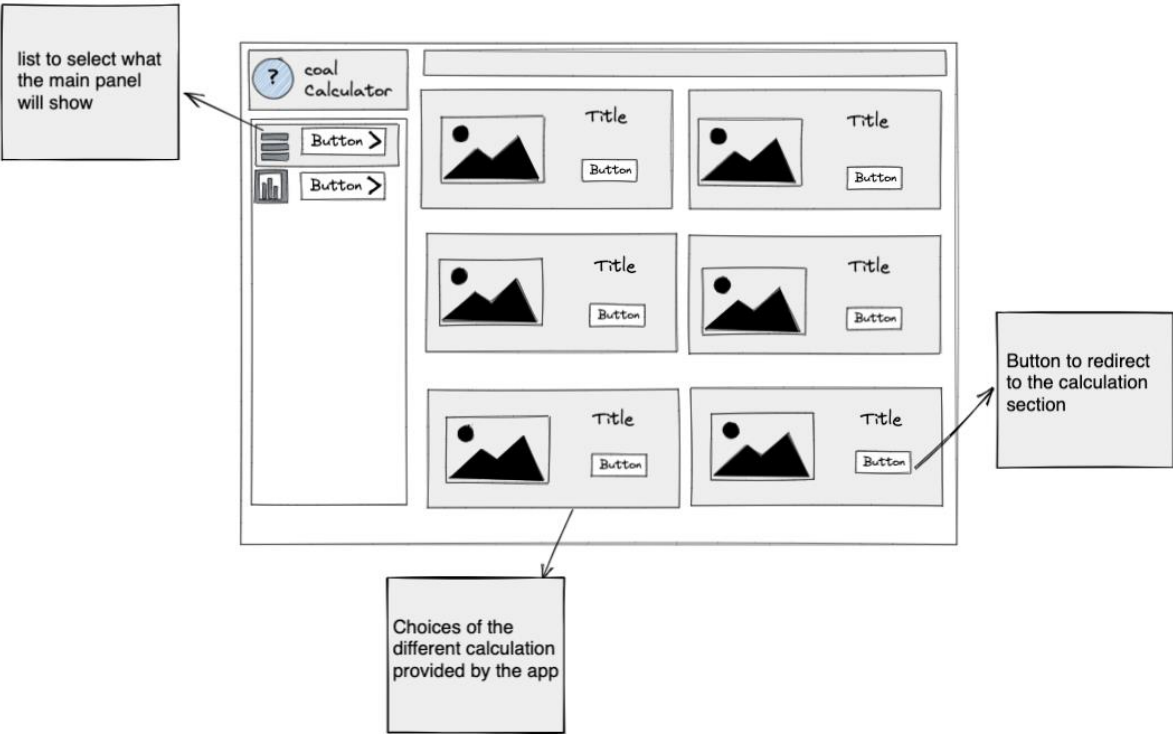 list to select what
the main panel
will show
?
coal
Calculator
Button >
Button >
Title
Button
Title
Button
Title
Button
Title
Button
Title
Button
Title
Button
Button to redirect
to the calculation
section
Choices of the
different calculation
provided by the app